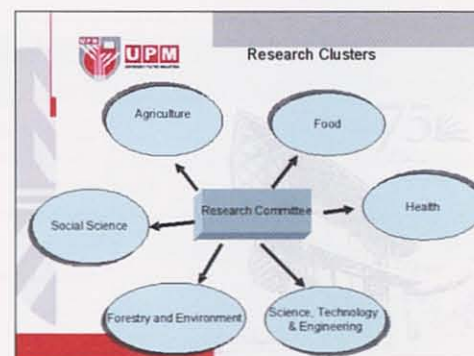 UPM
Research Clusters
Agriculture
Food
Research Committee
Health
Social Science
Forestry and Environment
Science, Technology
& Engineering